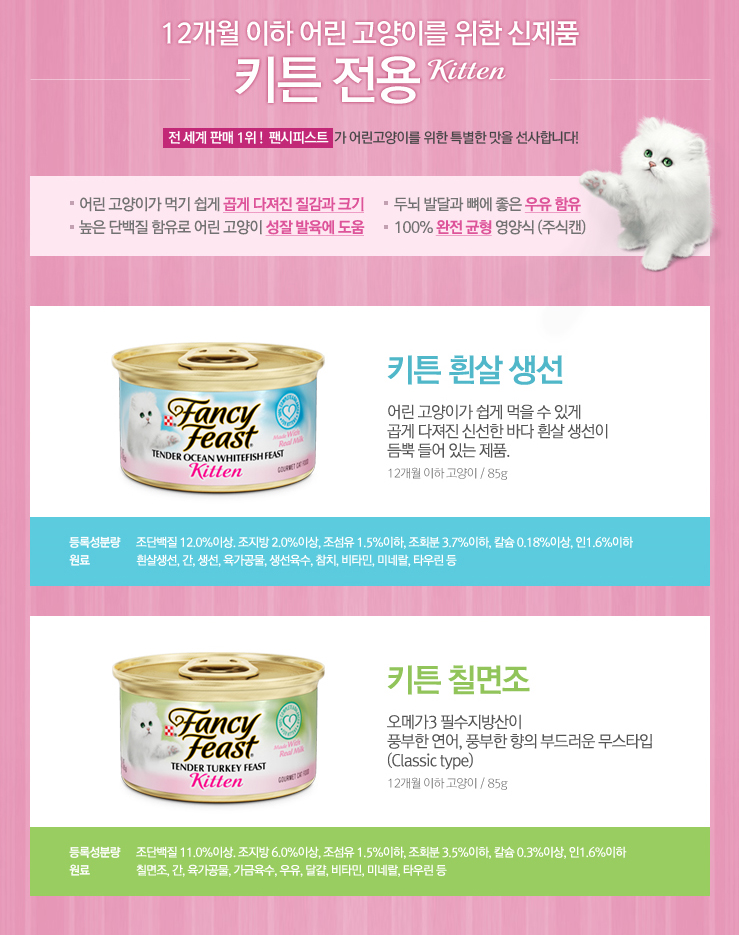 12개월 이하 어린 고양이를 위한 신제품
키튼 전용 Kitten
전 세계 판매 1위! 팬시피스트가 어린고양이를 위한 특별한 맛을 선사합니다!
▪ 어린 고양이가 먹기 쉽게 곱게 다져진 질감과 크기
▪ 높은 단백질 함유로 어린 고양이 성잘 발육에 도움
▪ 두뇌 발달과 뼈에 좋은 우유 함유
▪ 100% 완전 균형 영양식 (주식캔)
Fancy
Feast
Made With
Real Milk
TENDER OCEAN WHITEFISH FEAST
Kitten
GOURMET CAT FOOD
키튼 흰살 생선
어린 고양이가 쉽게 먹을 수 있게
곱게 다져진 신선한 바다 흰살 생선이
듬뿍 들어 있는 제품.
12개월 이하 고양이 / 85g
등록성분량 조단백질 12.0%이상. 조지방 2.0%이상, 조섬유 1.5%이하, 조회분 3.7%이하, 칼슘 0.18%이상, 인1.6%이하
원료 흰살생선, 간, 생선, 육가공물, 생선육수, 참치, 비타민, 미네랄, 타우린 등
Fancy
Feast
Made With
Real Milk
TENDER TURKEY FEAST
Kitten
GOURMET CAT FOOD
키튼 칠면조
오메가3 필수지방산이
풍부한 연어, 풍부한 향의 부드러운 무스타입
(Classic type)
12개월 이하 고양이 / 85g
등록성분량 조단백질 11.0%이상. 조지방 6.0%이상, 조섬유 1.5%이하, 조회분 3.5%이하, 칼슘 0.3%이상, 인1.6%이하
원료 칠면조, 간, 육가공물, 가금육수, 우유, 달걀, 비타민, 미네랄, 타우린 등